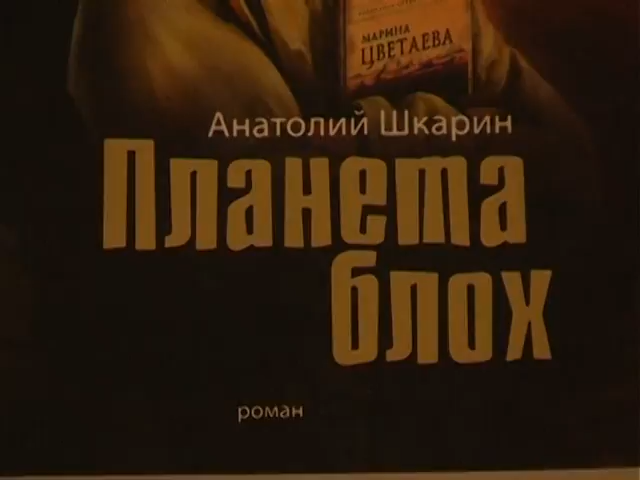 МАРИНА
ЦВЕТАЕВА
Анатолий Шкарин
Планета
блох
роман